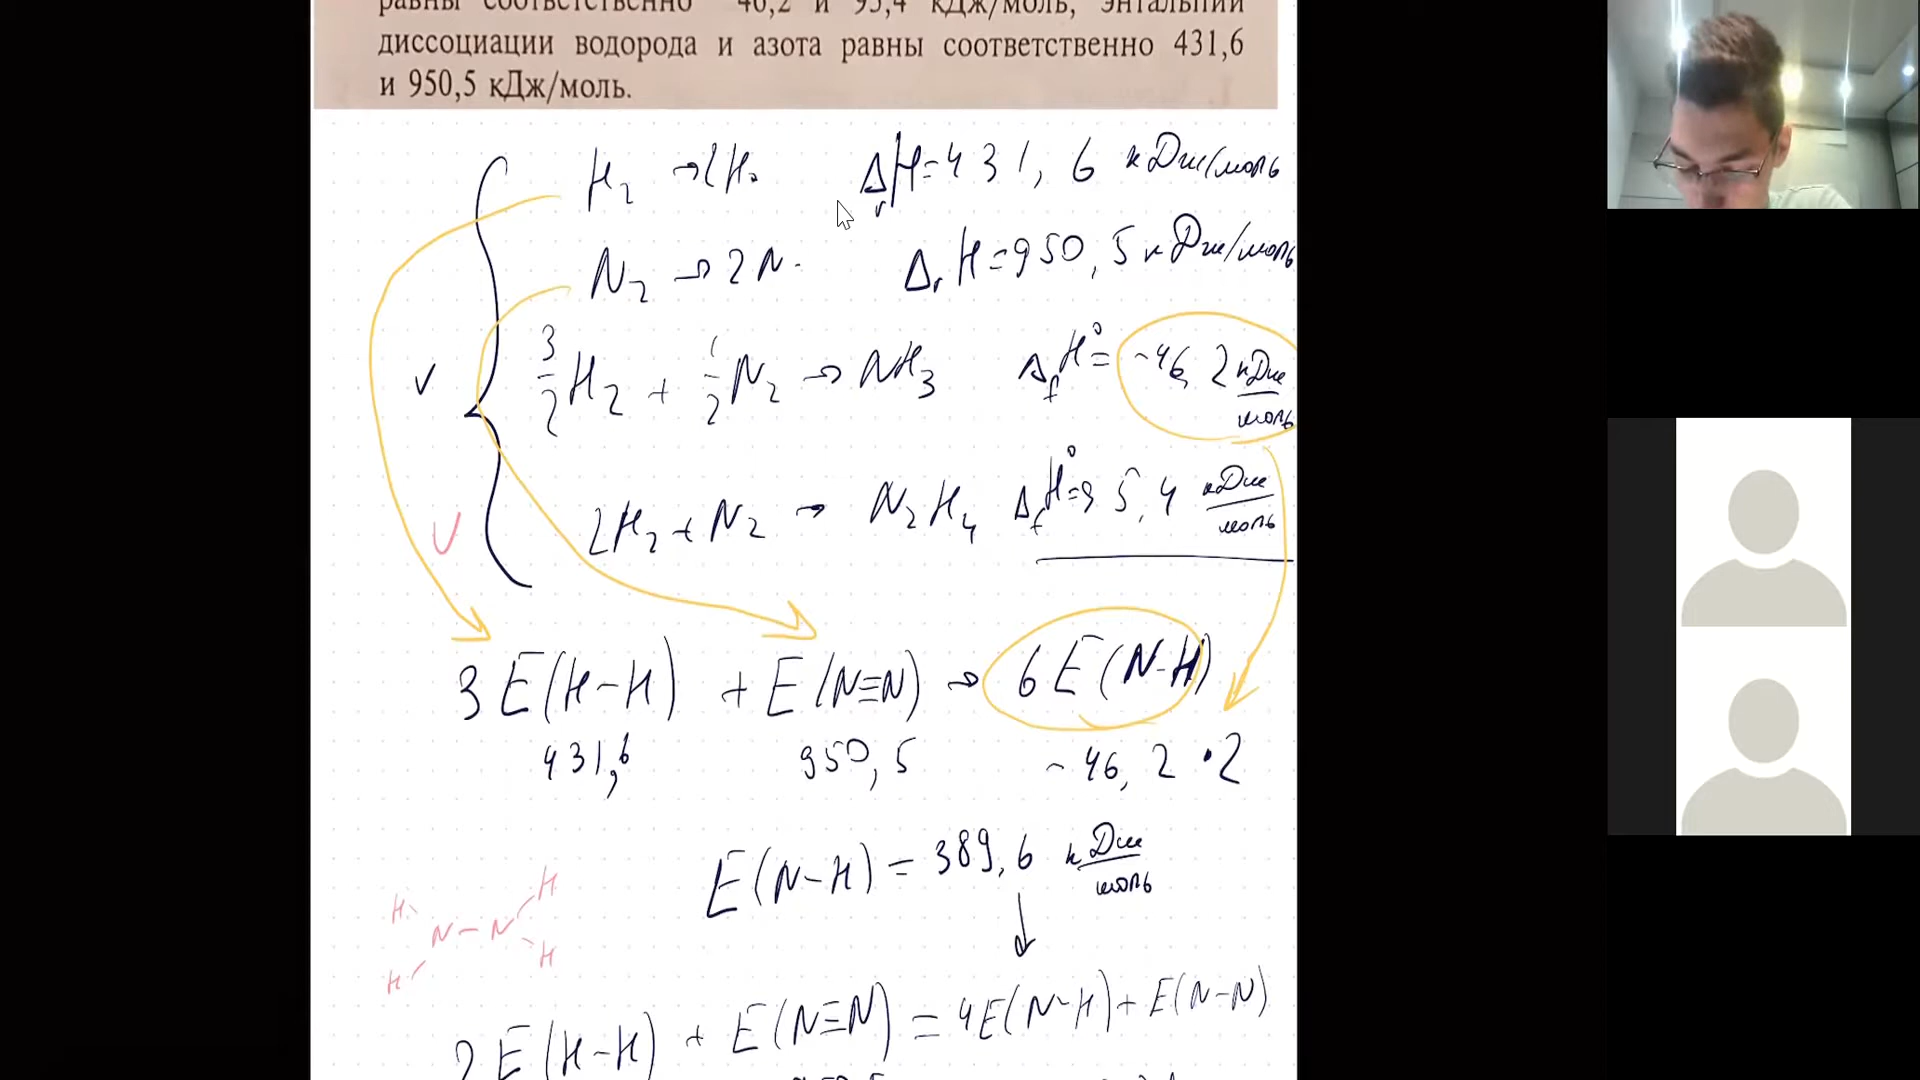 равны соответственно 46,2 и 95,4 кДж/моль, энтальпии
диссоциации водорода и азота равны соответственно 431,6
и 950,5 кДж/моль.
H₂ → 2H· ΔᵣH = 431,6 кДж/моль
N₂ → 2N· ΔᵣH = 950,5 кДж/моль
3/2 H₂ + 1/2 N₂ → NH₃ Δ_fH° = -46,2 кДж/моль
2H₂ + N₂ → N₂H₄ Δ_fH° = 95,4 кДж/моль
3E(H-H) + E(N≡N) → 6E(N-H)
431,6 950,5 -46,2 · 2
E(N-H) = 389,6 кДж/моль
H H
N - N
H H
2E(H-H) + E(N≡N) = 4E(N-H) + E(N-N)